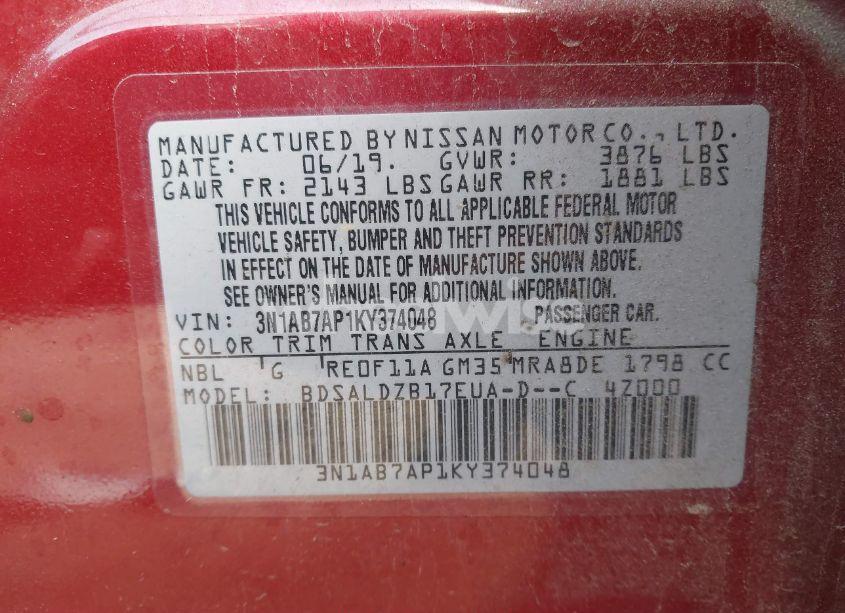 MANUFACTURED BY NISSAN MOTOR CO., LTD.
DATE: 06/19. GVWR: 3876 LBS
GAWR FR: 2143 LBS GAWR RR: 1881 LBS
THIS VEHICLE CONFORMS TO ALL APPLICABLE FEDERAL MOTOR
VEHICLE SAFETY, BUMPER AND THEFT PREVENTION STANDARDS
IN EFFECT ON THE DATE OF MANUFACTURE SHOWN ABOVE.
SEE OWNER'S MANUAL FOR ADDITIONAL INFORMATION.
VIN: 3N1AB7AP1KY374048 PASSENGER CAR.
COLOR TRIM TRANS AXLE ENGINE
NBL G RE0F11A GM35 MRA8DE 1798 CC
MODEL: BDSALDZB17EUA-D--C 4Z000
3N1AB7AP1KY374048